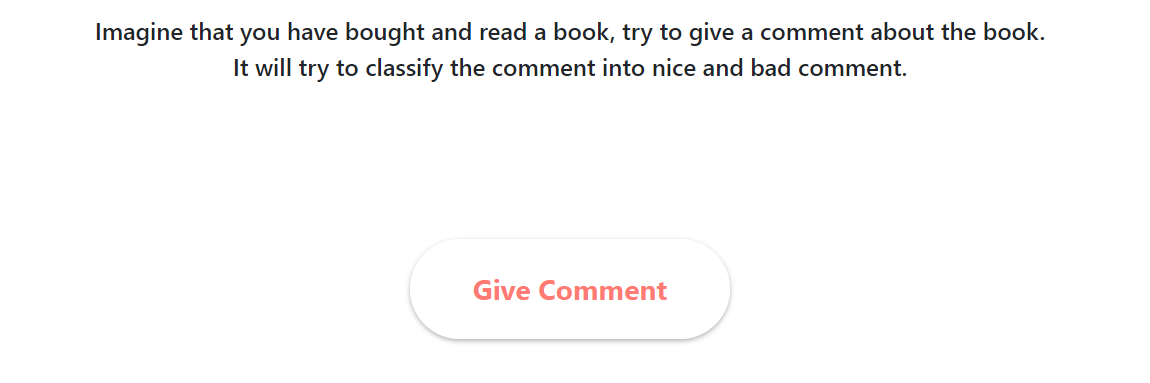 Imagine that you have bought and read a book, try to give a comment about the book.
It will try to classify the comment into nice and bad comment.
Give Comment